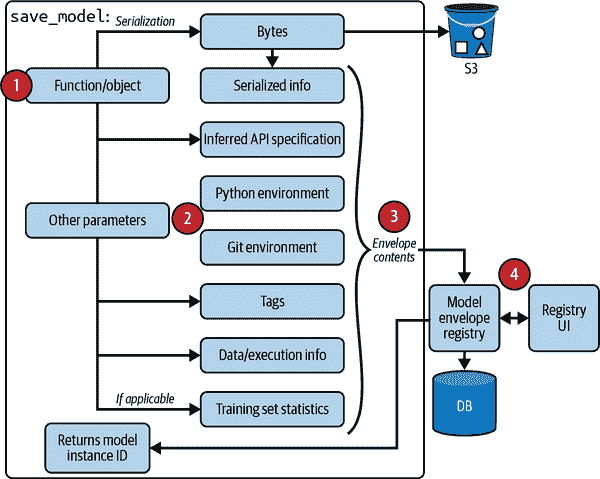 save_model:
Serialization
Bytes
S3
1
Function/object
Serialized info
Inferred API specification
Python environment
Other parameters
2
3
Git environment
Envelope
contents
4
Tags
Model
envelope
registry
Registry
UI
Data/execution info
If applicable
Training set statistics
DB
Returns model
instance ID